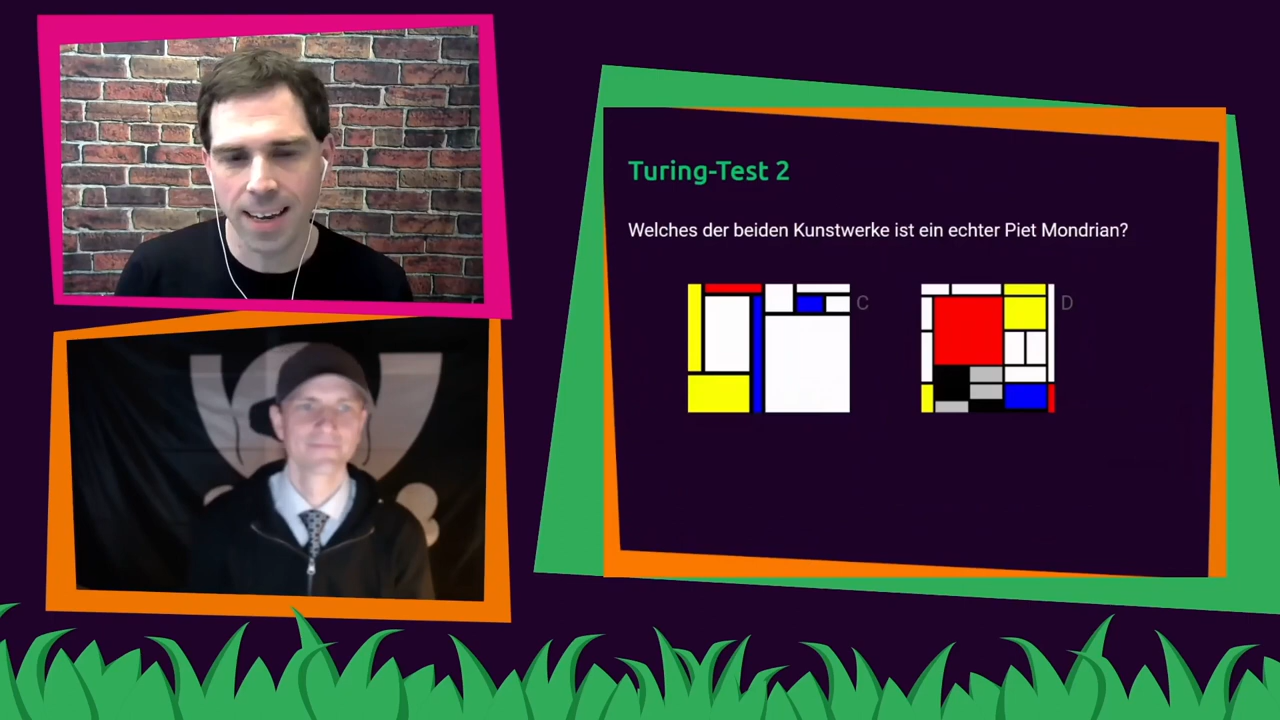 Turing-Test 2
Welches der beiden Kunstwerke ist ein echter Piet Mondrian?
C
D